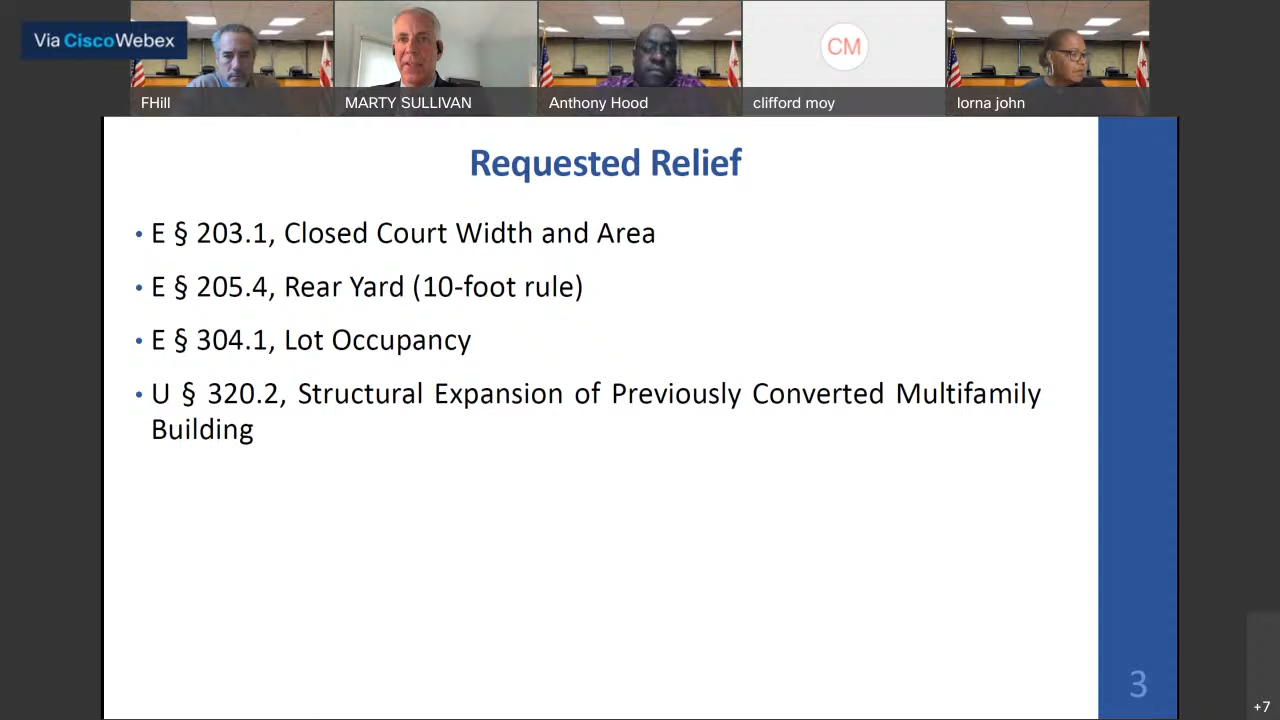 Via CiscoWebex
CM
FHill
MARTY SULLIVAN
Anthony Hood
clifford moy
lorna john
Requested Relief
• E § 203.1, Closed Court Width and Area
• E § 205.4, Rear Yard (10-foot rule)
• E § 304.1, Lot Occupancy
• U § 320.2, Structural Expansion of Previously Converted Multifamily
Building
3
+7